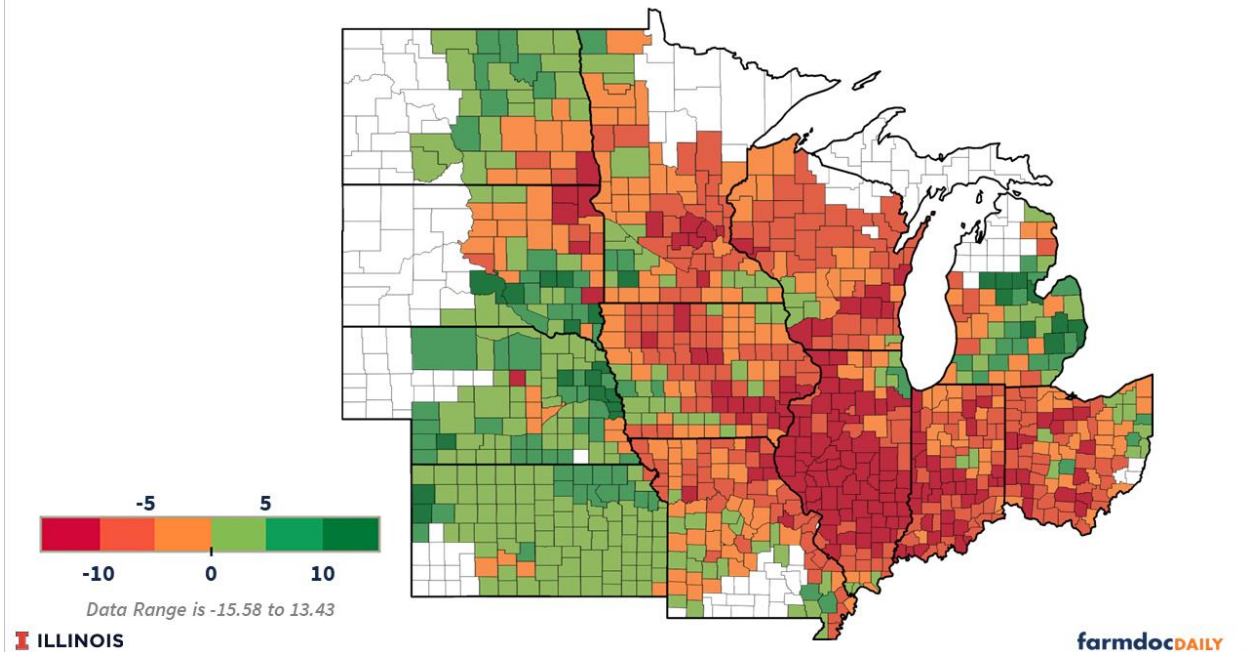 -5 5
-10 0 10
Data Range is -15.58 to 13.43
I ILLINOIS
farmdocDAILY